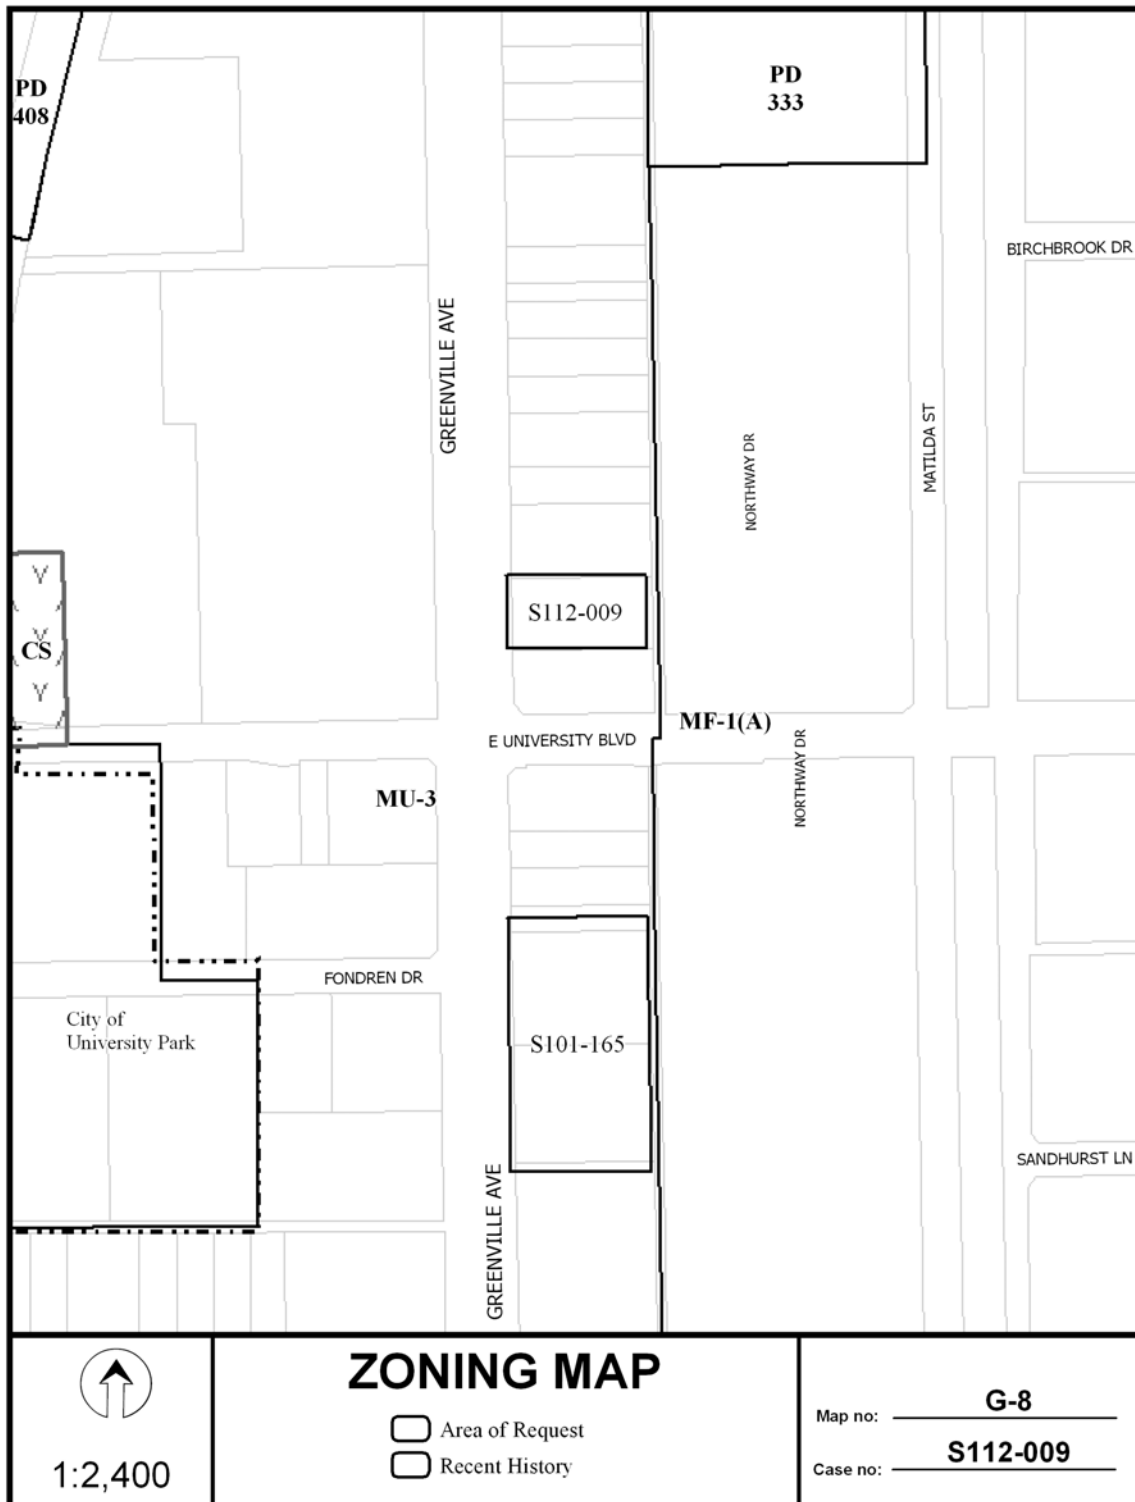 PD
408
PD
333
BIRCHBROOK DR
GREENVILLE AVE
MATILDA ST
NORTHWAY DR
S112-009
CS
MF-1(A)
E UNIVERSITY BLVD
NORTHWAY DR
MU-3
FONDREN DR
City of
University Park
S101-165
SANDHURST LN
GREENVILLE AVE
ZONING MAP
Area of Request
Recent History
1:2,400
Map no: G-8
Case no: S112-009